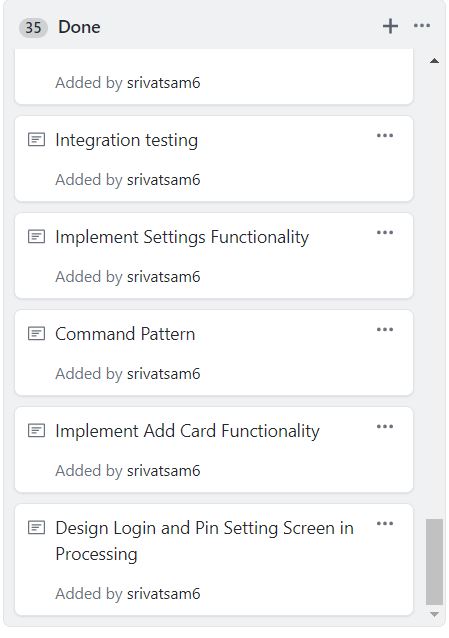 35 Done
Added by srivatsam6
Integration testing
Added by srivatsam6
Implement Settings Functionality
Added by srivatsam6
Command Pattern
Added by srivatsam6
Implement Add Card Functionality
Added by srivatsam6
Design Login and Pin Setting Screen in
Processing
Added by srivatsam6